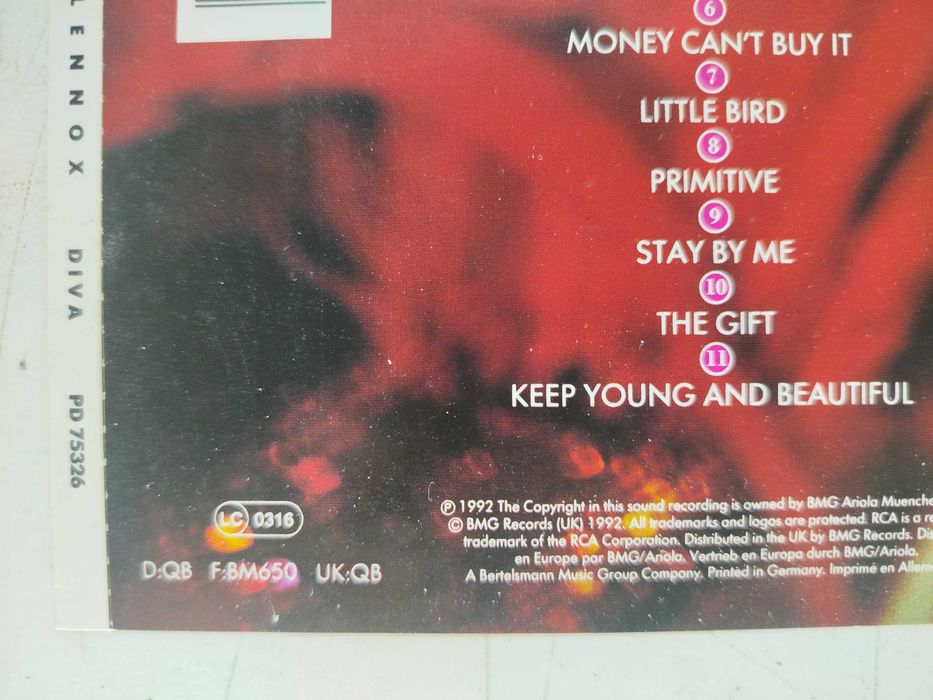 LENNOX DIVA PD 75326
6
MONEY CAN'T BUY IT
7
LITTLE BIRD
8
PRIMITIVE
9
STAY BY ME
10
THE GIFT
11
KEEP YOUNG AND BEAUTIFUL
LC 0316
D:QB F:BM650 UK:QB
℗ 1992 The Copyright in this sound recording is owned by BMG Ariola Muenche
© BMG Records (UK) 1992. All trademarks and logos are protected. RCA is a re
trademark of the RCA Corporation. Distributed in the UK by BMG Records. Dis
en Europe par BMG/Ariola. Vertrieb en Europa durch BMG/Ariola.
A Bertelsmann Music Group Company. Printed in Germany. Imprimé en Allem